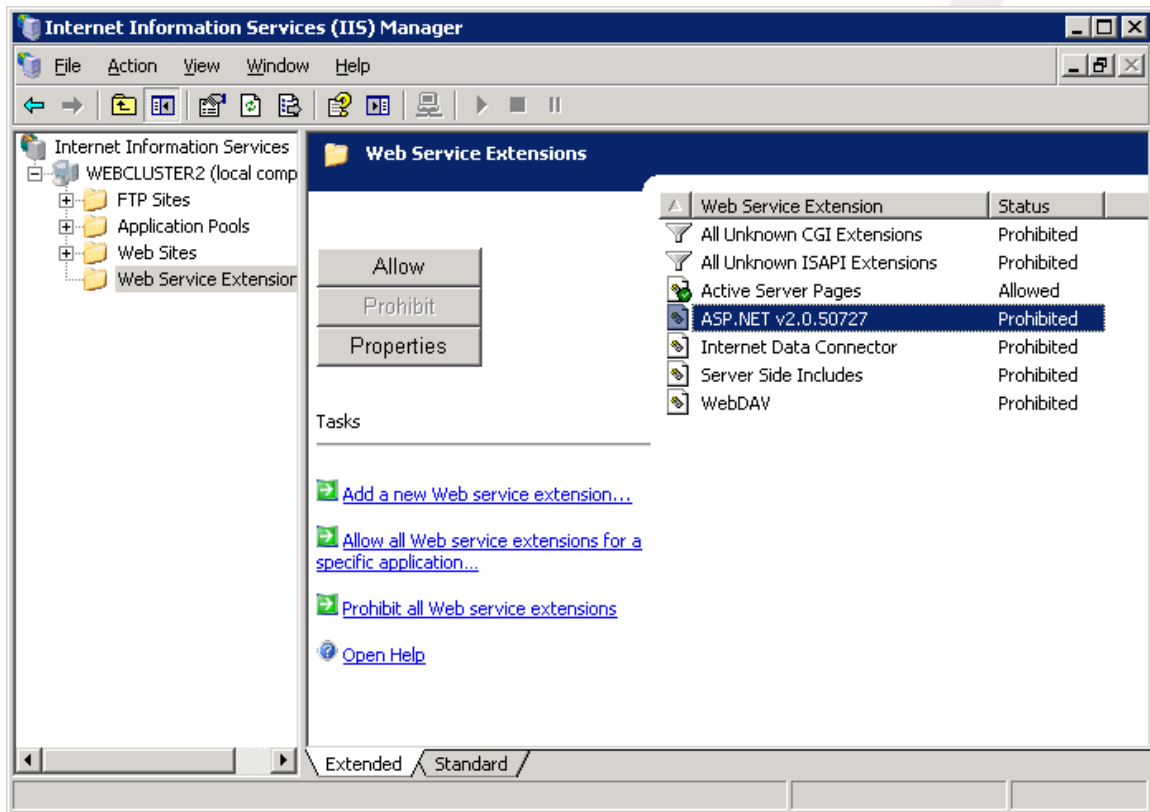 Internet Information Services (IIS) Manager
File Action View Window Help
Internet Information Services
WEBCLUSTER2 (local comp
FTP Sites
Application Pools
Web Sites
Web Service Extension
Web Service Extensions
Allow
Prohibit
Properties
Tasks
Add a new Web service extension...
Allow all Web service extensions for a
specific application...
Prohibit all Web service extensions
Open Help
Web Service Extension Status
All Unknown CGI Extensions Prohibited
All Unknown ISAPI Extensions Prohibited
Active Server Pages Allowed
ASP.NET v2.0.50727 Prohibited
Internet Data Connector Prohibited
Server Side Includes Prohibited
WebDAV Prohibited
Extended Standard